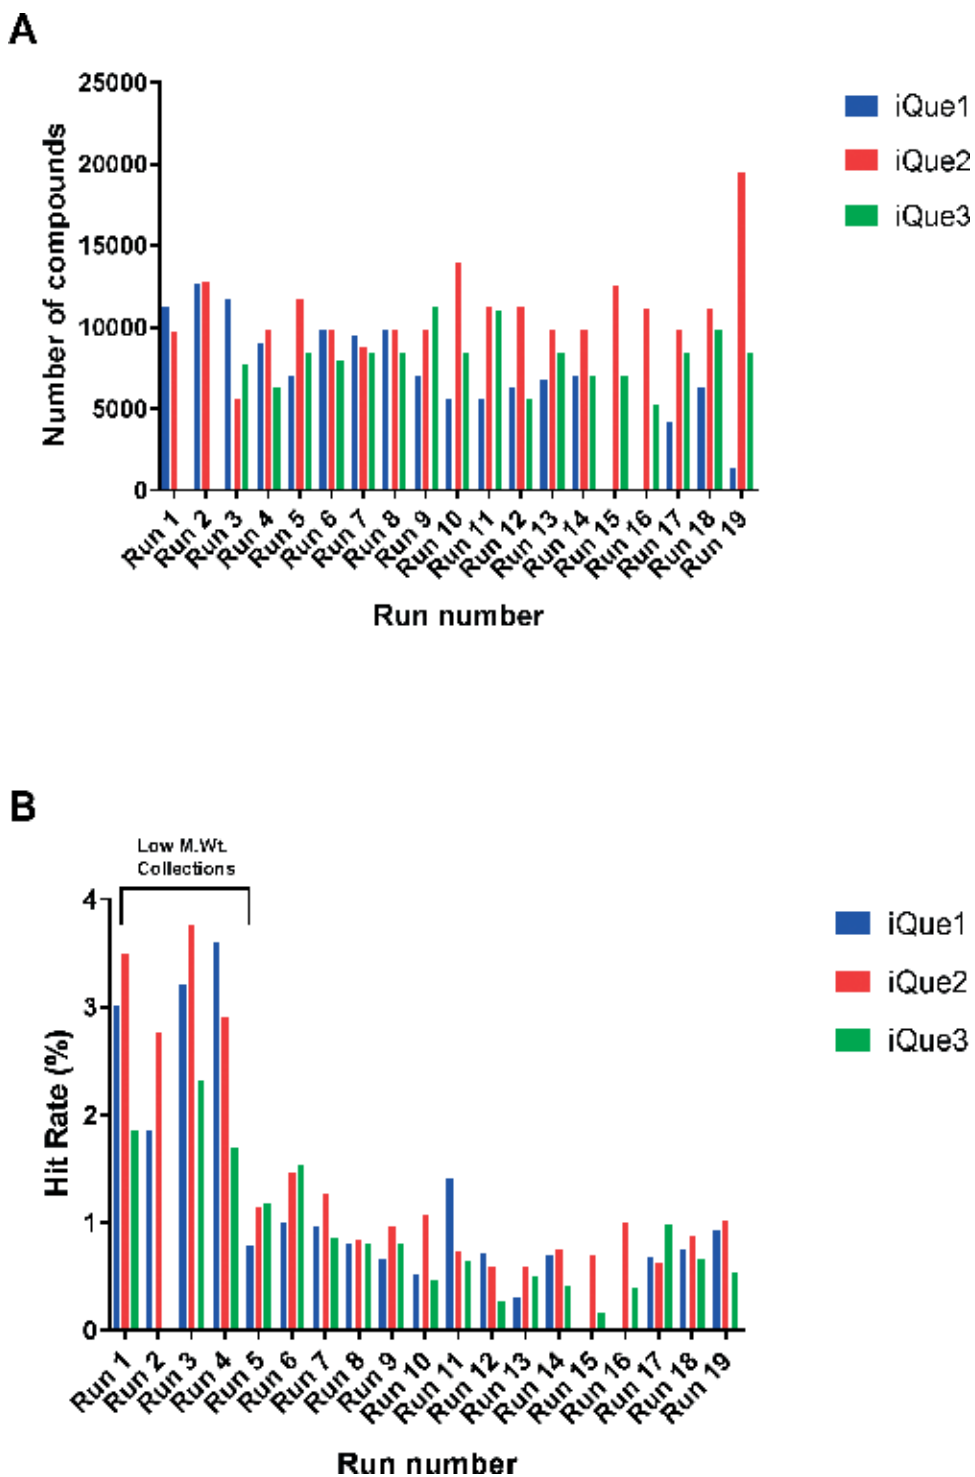 A
25000
20000
15000
10000
5000
0
Number of compounds
Run 1
Run 2
Run 3
Run 4
Run 5
Run 6
Run 7
Run 8
Run 9
Run 10
Run 11
Run 12
Run 13
Run 14
Run 15
Run 16
Run 17
Run 18
Run 19
Run number
iQue1
iQue2
iQue3
B
Low M.Wt.
Collections
4
3
2
1
0
Hit Rate (%)
Run 1
Run 2
Run 3
Run 4
Run 5
Run 6
Run 7
Run 8
Run 9
Run 10
Run 11
Run 12
Run 13
Run 14
Run 15
Run 16
Run 17
Run 18
Run 19
Run number
iQue1
iQue2
iQue3